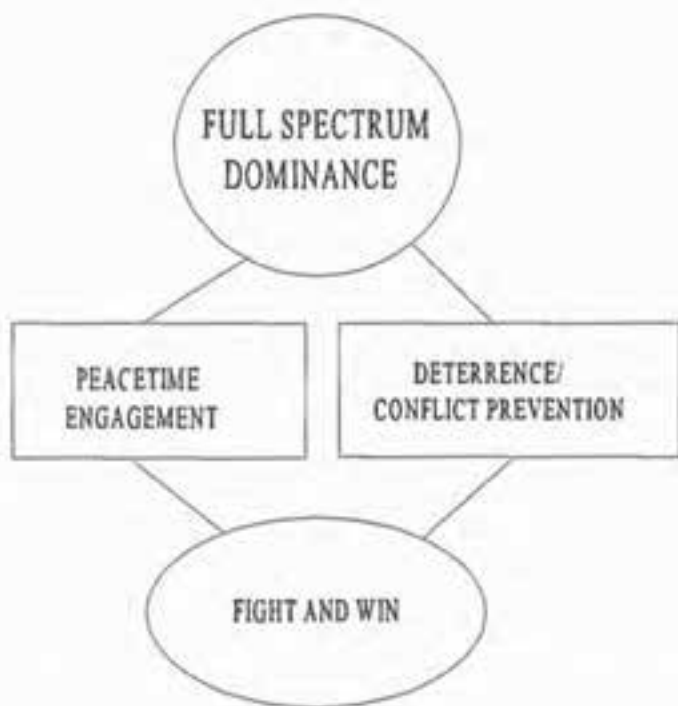 FULL SPECTRUM
DOMINANCE
PEACETIME
ENGAGEMENT
DETERRENCE/
CONFLICT PREVENTION
FIGHT AND WIN